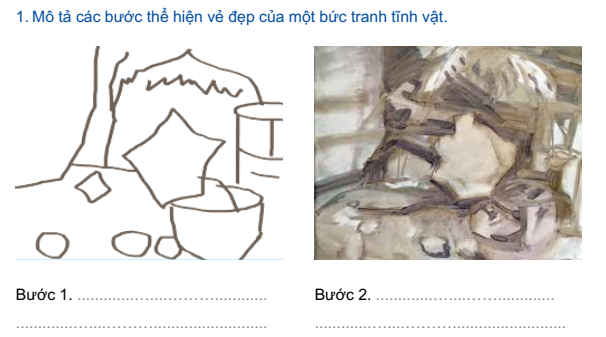 1. Mô tả các bước thể hiện vẻ đẹp của một bức tranh tĩnh vật.
Bước 1. ................................................ Bước 2. ................................................
................................................................ ................................................................